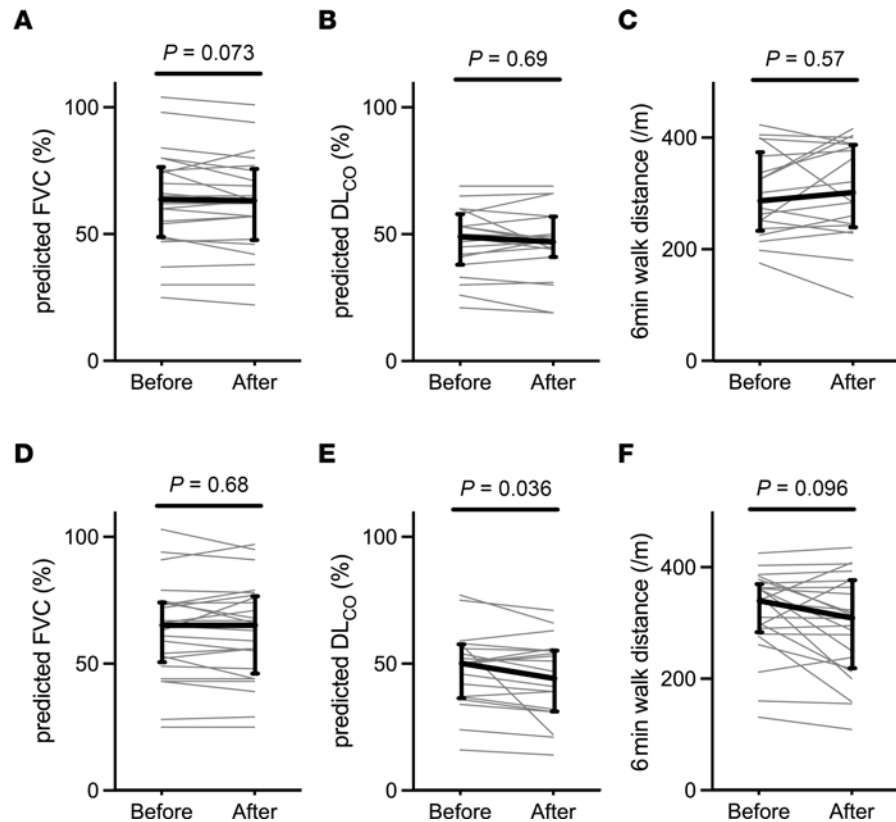 A
P = 0.073
predicted FVC (%)
100
50
0
Before After
B
P = 0.69
predicted DLCO (%)
100
50
0
Before After
C
P = 0.57
6min walk distance (/m)
400
200
0
Before After
D
P = 0.68
predicted FVC (%)
100
50
0
Before After
E
P = 0.036
predicted DLCO (%)
100
50
0
Before After
F
P = 0.096
6min walk distance (/m)
400
200
0
Before After